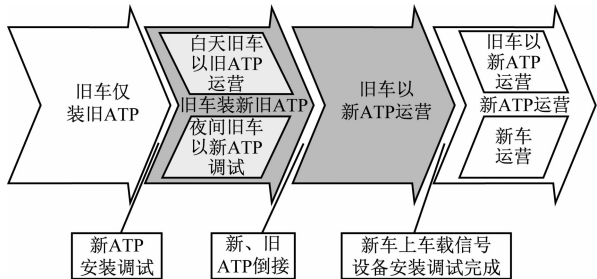 旧车仅
装旧ATP
白天旧车
以旧ATP
运营
旧车装新旧ATP
夜间旧车
以新ATP
调试
旧车以
新ATP运营
旧车以
新ATP
运营
新ATP运营
新车
运营
新ATP
安装调试
新、旧
ATP倒接
新车上车载信号
设备安装调试完成